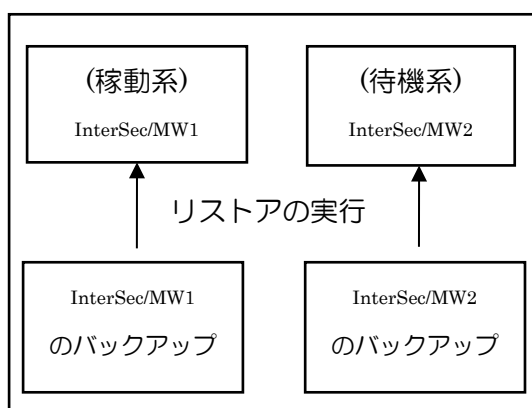 (稼動系)
InterSec/MW1
(待機系)
InterSec/MW2
リストアの実行
InterSec/MW1
のバックアップ
InterSec/MW2
のバックアップ